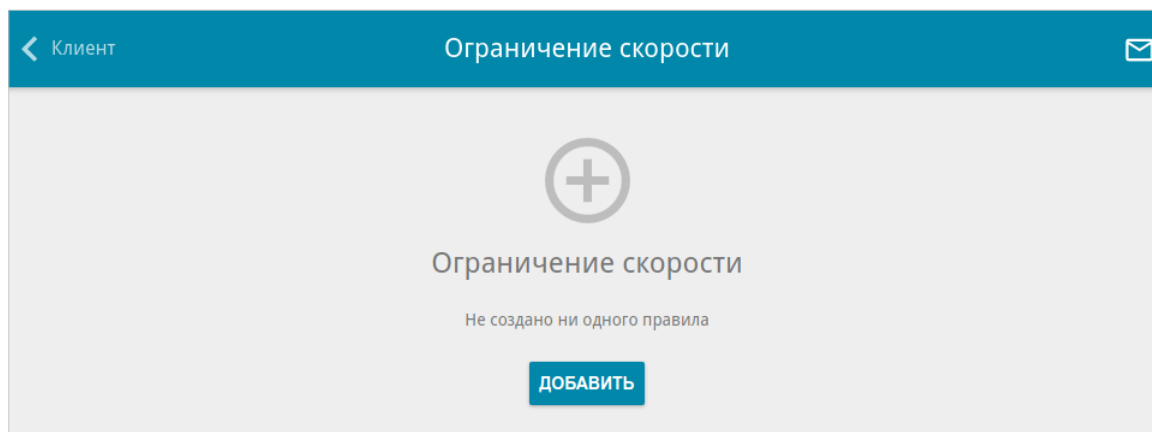 Клиент
Ограничение скорости
Ограничение скорости
Не создано ни одного правила
ДОБАВИТЬ